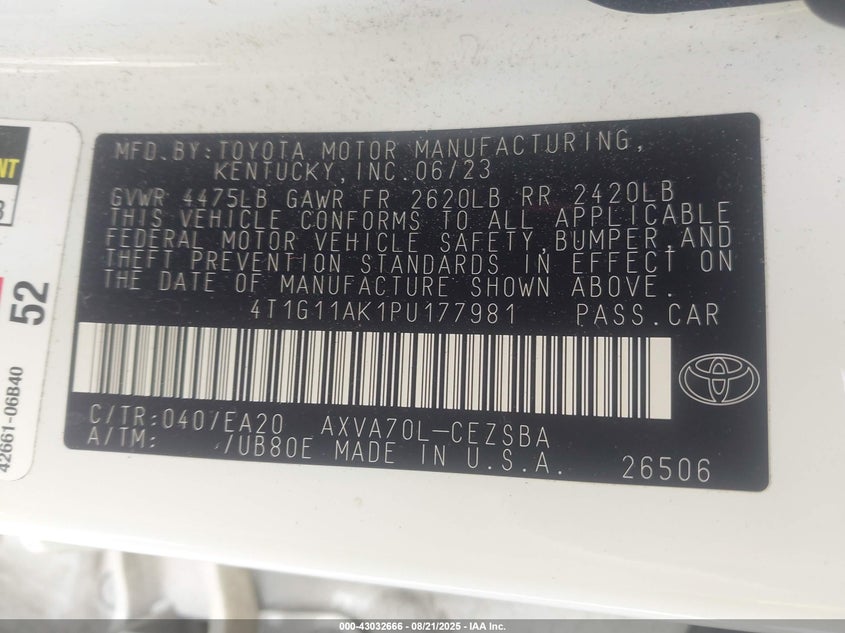 MFD.BY:TOYOTA MOTOR MANUFACTURING,
KENTUCKY,INC.06/23
GVWR 4475LB GAWR FR 2620LB RR 2420LB
THIS VEHICLE CONFORMS TO ALL APPLICABLE
FEDERAL MOTOR VEHICLE SAFETY,BUMPER,AND
THEFT PREVENTION STANDARDS IN EFFECT ON
THE DATE OF MANUFACTURE SHOWN ABOVE.
4T1G11AK1PU177981 PASS.CAR
C/TR:040/EA20 AXVA70L-CEZSBA
A/TM: /UB80E MADE IN U.S.A.
26506
52
42661-06B40
000-43032666 - 08/21/2025 - IAA Inc.